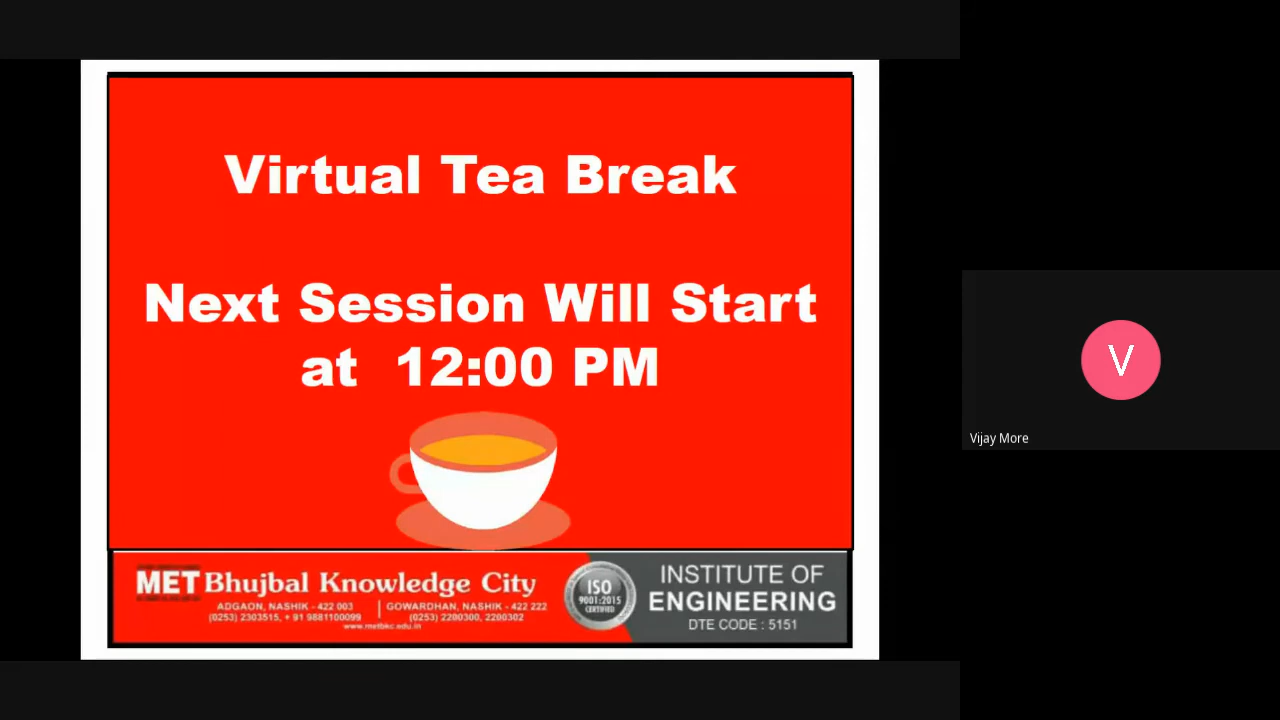 Virtual Tea Break
Next Session Will Start
at 12:00 PM
MET Bhujbal Knowledge City
ADGAON, NASHIK - 422 003
(0253) 2303515, + 91 9881100099
GOWARDHAN, NASHIK - 422 222
(0253) 2200300, 2200302
www.metbkc.edu.in
ISO
9001:2015
CERTIFIED
INSTITUTE OF
ENGINEERING
DTE CODE : 5151
V
Vijay More